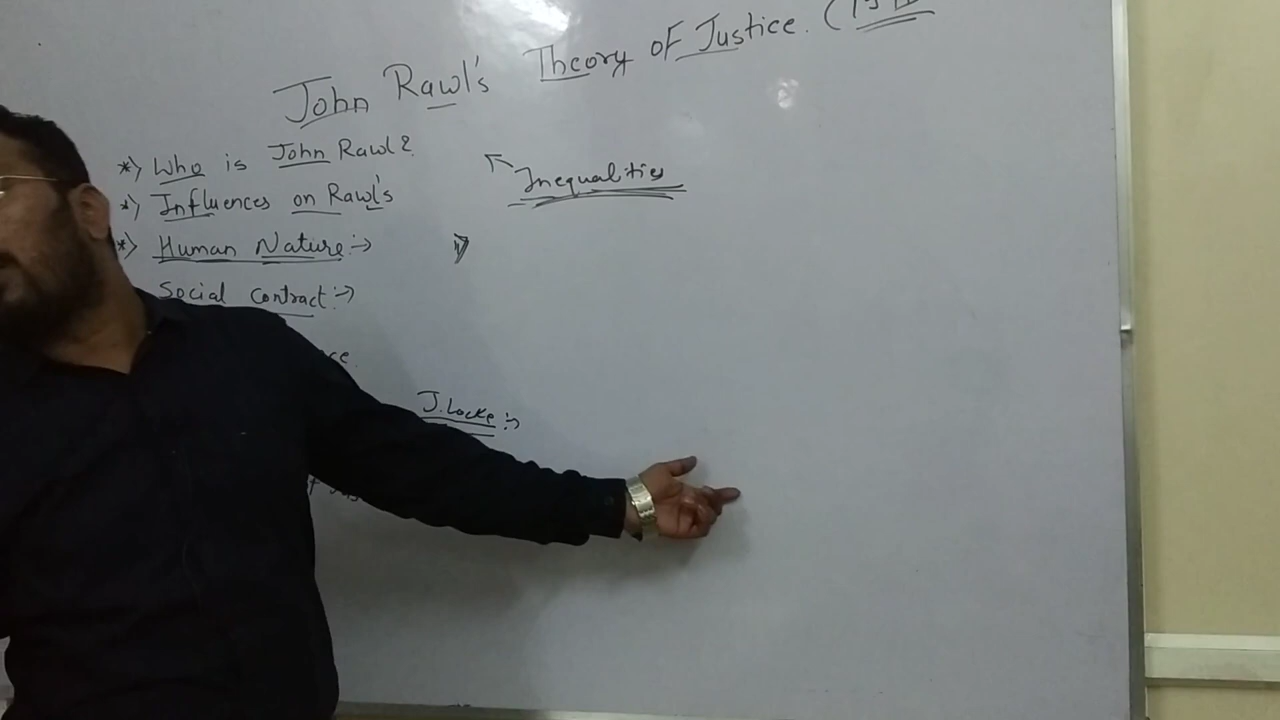 John Rawl's Theory of Justice.
*) Who is John Rawl?
Inequalities
*) Influences on Rawl's
*) Human Nature :->
Social Contract :->
J. Locke :->